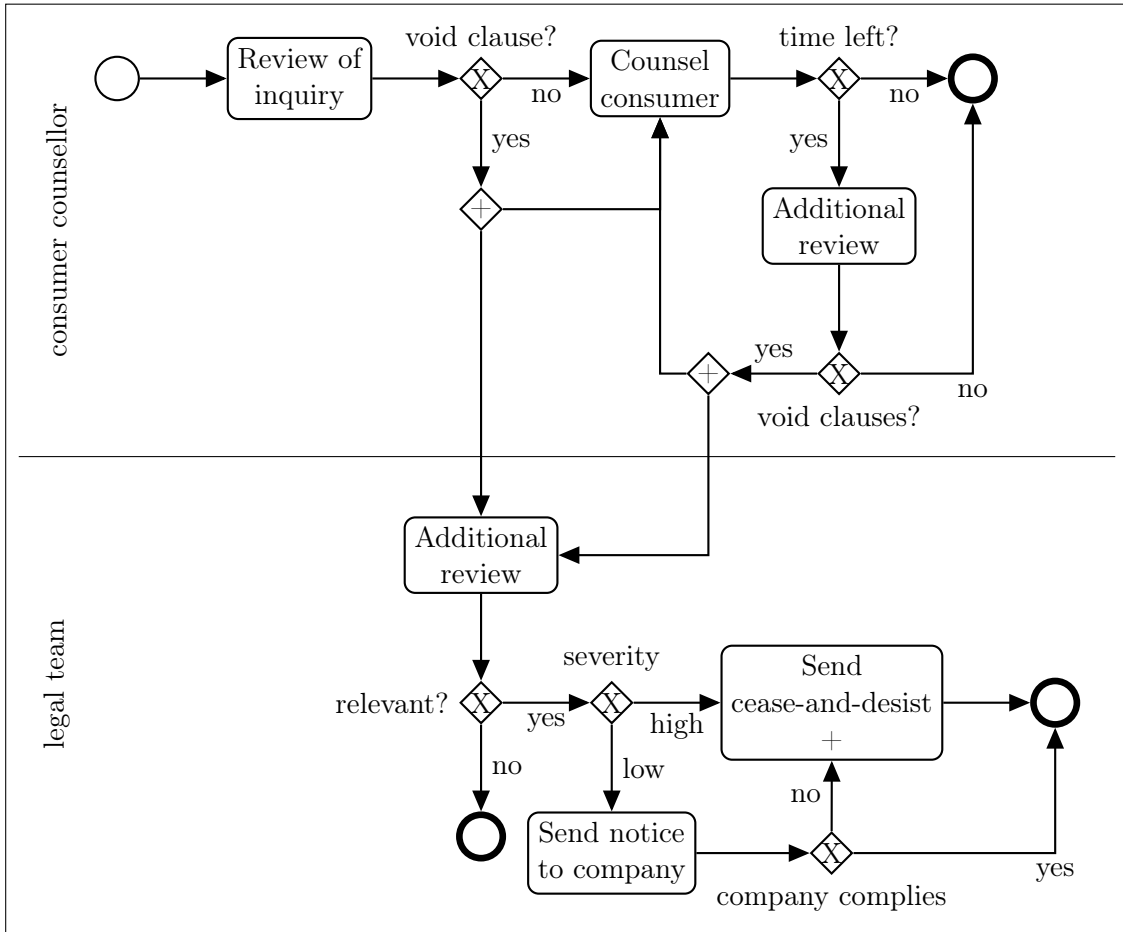 consumer counsellor
void clause?
time left?
Review of
inquiry
X
no
Counsel
consumer
X
no
yes
yes
+
Additional
review
+
yes
X
no
void clauses?
legal team
Additional
review
severity
relevant?
X
yes
X
high
Send
cease-and-desist
+
no
low
no
Send notice
to company
X
yes
company complies